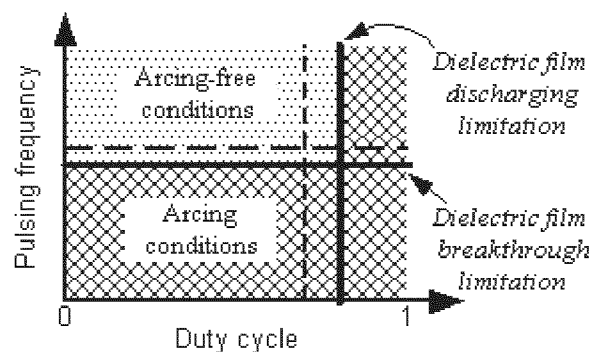 Pulsing frequency
Arcing-free
conditions
Arcing
conditions
Dielectric film
discharging
limitation
Dielectric film
breakthrough
limitation
0
1
Duty cycle